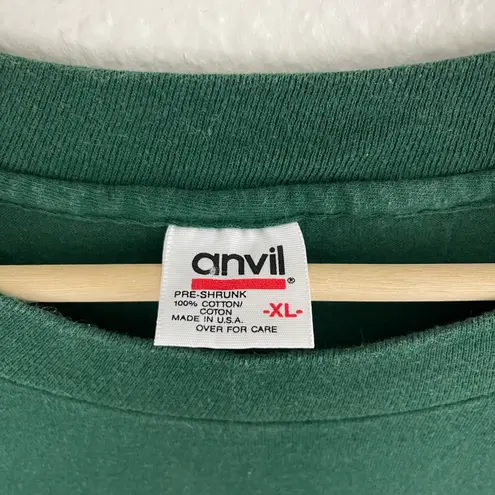 anvil®
PRE-SHRUNK
100% COTTON/
COTON
MADE IN U.S.A.
OVER FOR CARE
-XL-